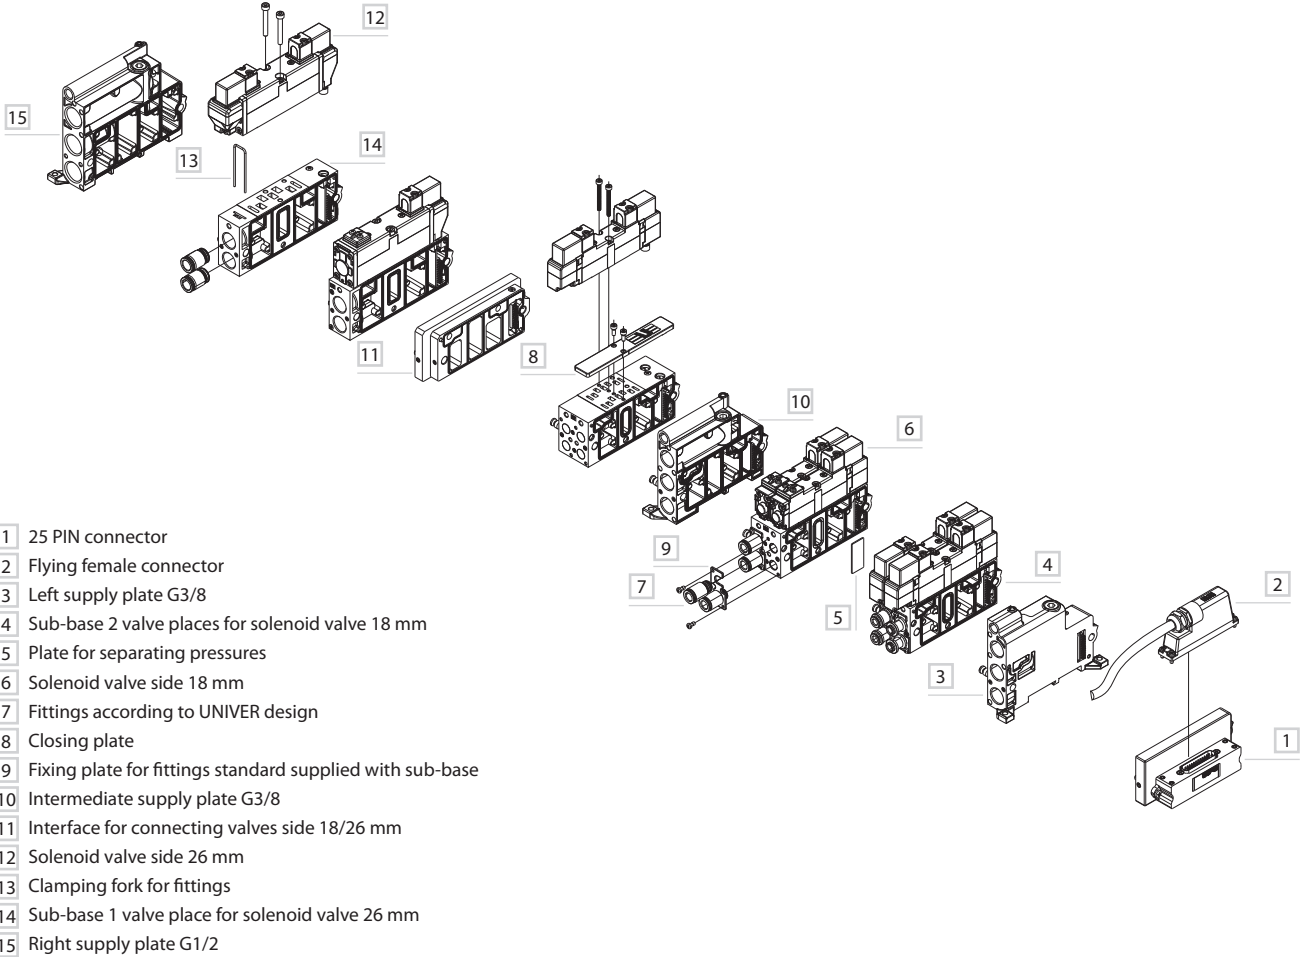 12
15
14
13
11
8
10
6
9
7
5
4
2
3
1
1 25 PIN connector
2 Flying female connector
3 Left supply plate G3/8
4 Sub-base 2 valve places for solenoid valve 18 mm
5 Plate for separating pressures
6 Solenoid valve side 18 mm
7 Fittings according to UNIVER design
8 Closing plate
9 Fixing plate for fittings standard supplied with sub-base
10 Intermediate supply plate G3/8
11 Interface for connecting valves side 18/26 mm
12 Solenoid valve side 26 mm
13 Clamping fork for fittings
14 Sub-base 1 valve place for solenoid valve 26 mm
15 Right supply plate G1/2